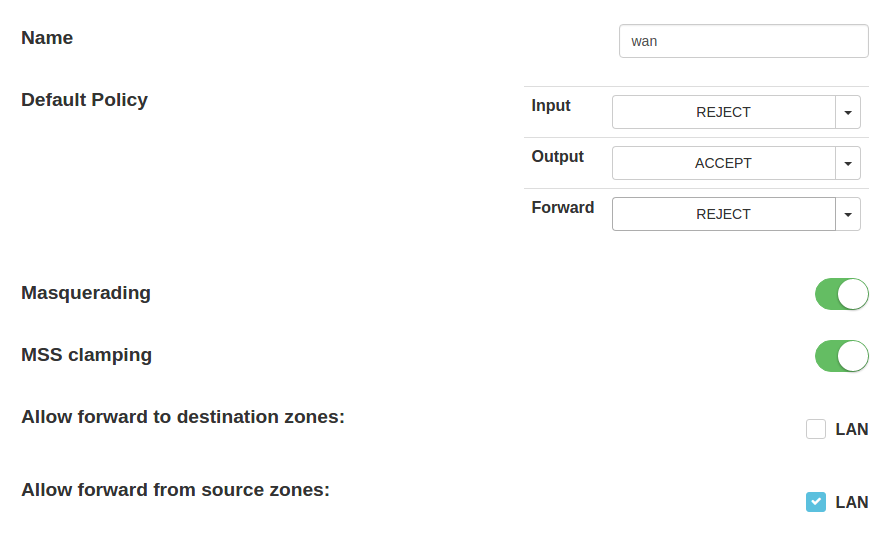 Name
wan
Default Policy
Input
REJECT
Output
ACCEPT
Forward
REJECT
Masquerading
MSS clamping
Allow forward to destination zones:
LAN
Allow forward from source zones:
LAN